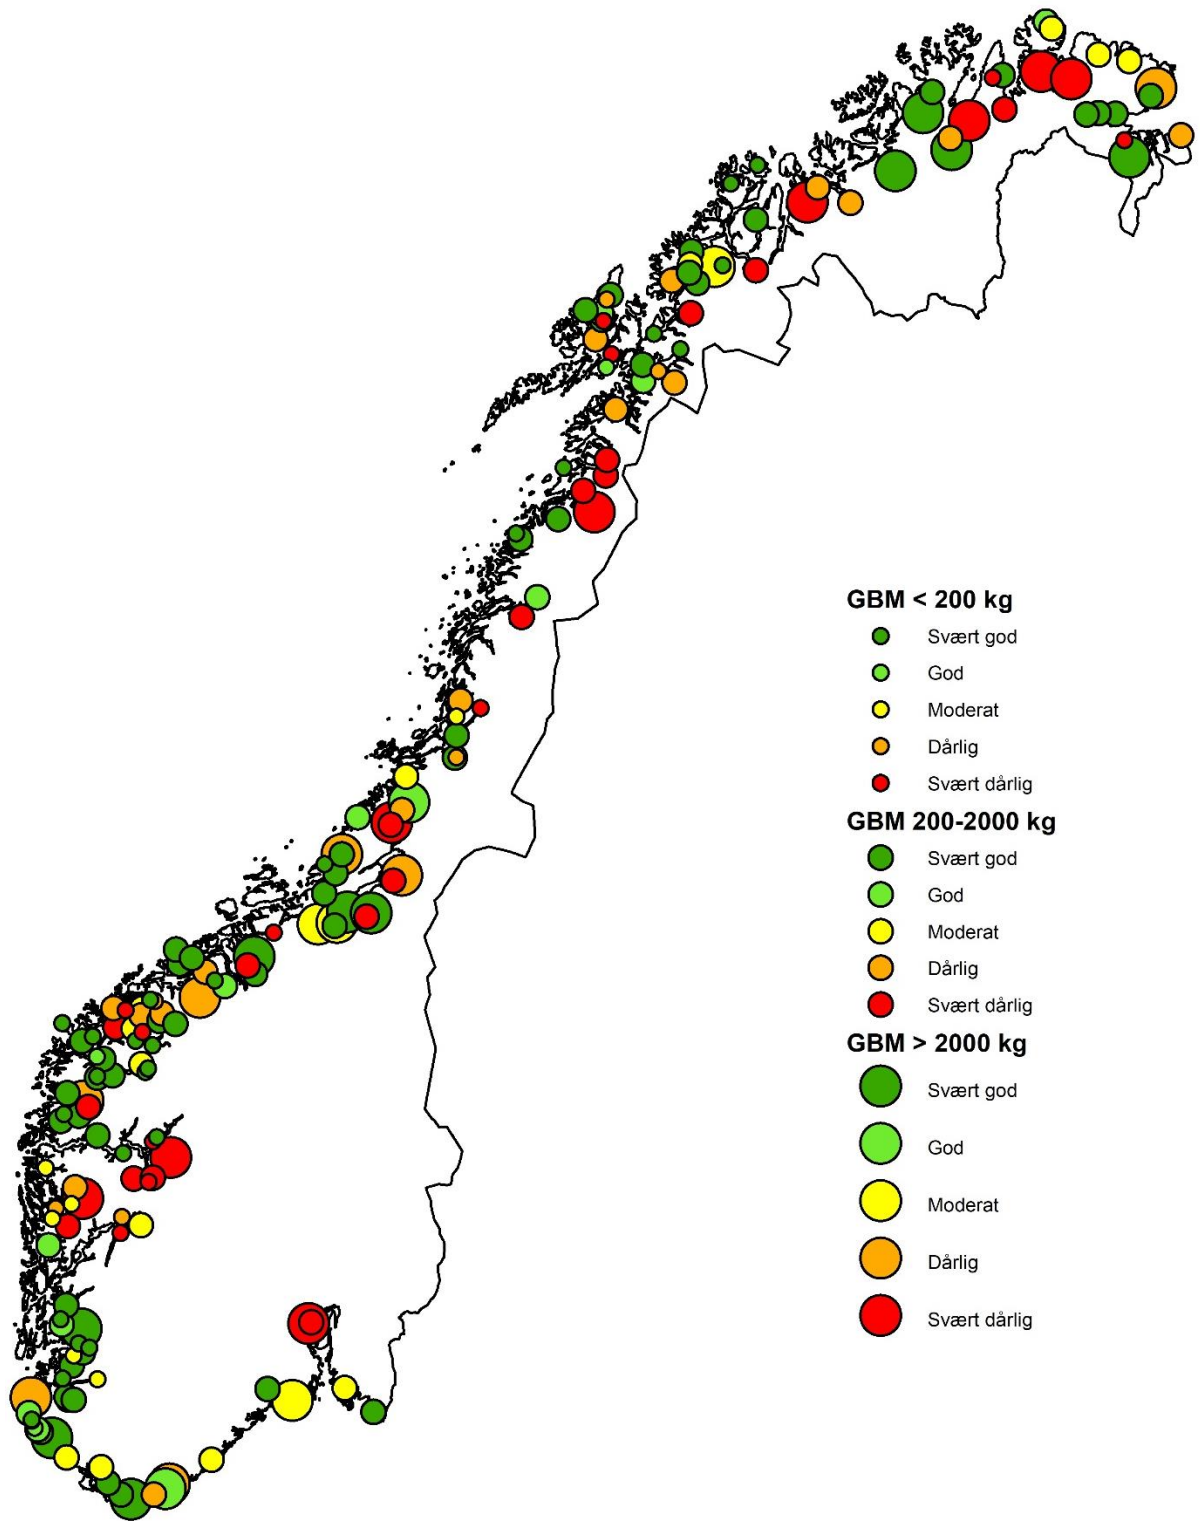 GBM < 200 kg
Svært god
God
Moderat
Dårlig
Svært dårlig
GBM 200-2000 kg
Svært god
God
Moderat
Dårlig
Svært dårlig
GBM > 2000 kg
Svært god
God
Moderat
Dårlig
Svært dårlig